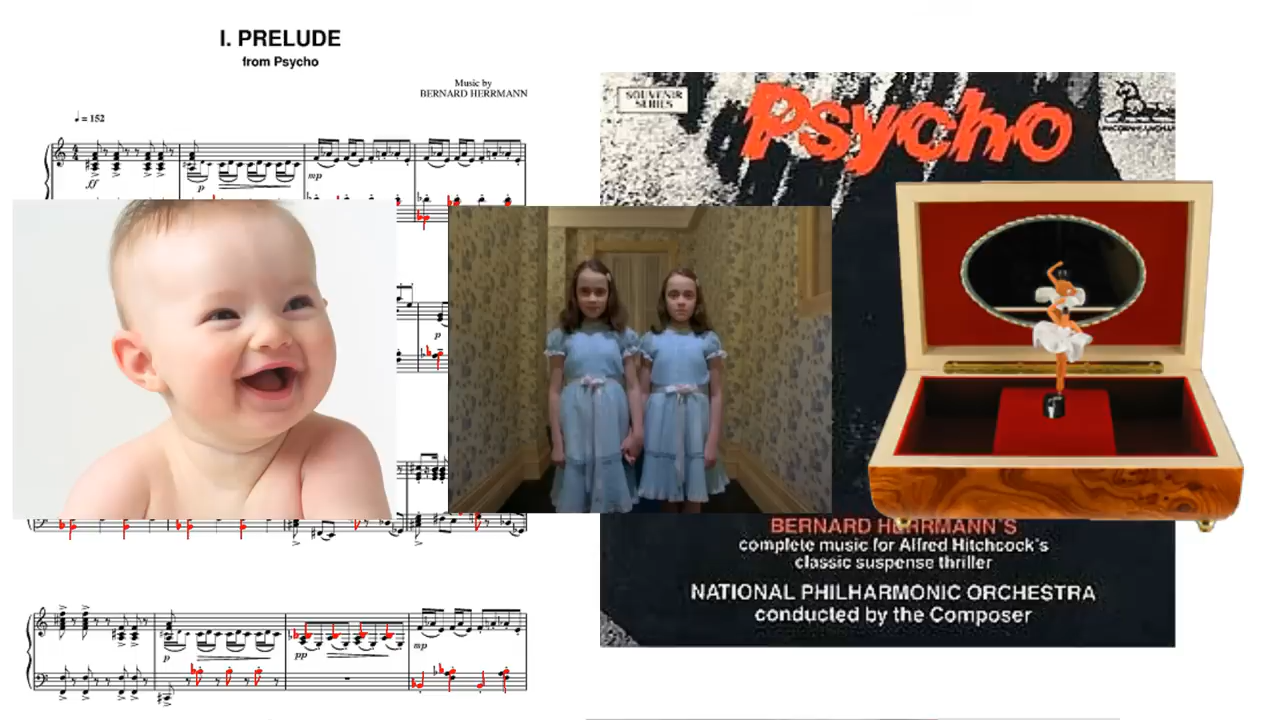 I. PRELUDE
from Psycho
Music by
BERNARD HERRMANN
♩ = 152
ff
p
mp
p
p
pp
mp
SOUVENIR
SERIES
Psycho
BERNARD HERRMANN'S
complete music for Alfred Hitchcock's
classic suspense thriller
NATIONAL PHILHARMONIC ORCHESTRA
conducted by the Composer